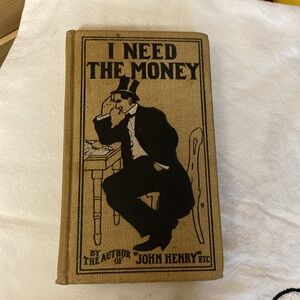 I NEED
THE MONEY
BY
THE AUTHOR
OF
"JOHN HENRY" ETC